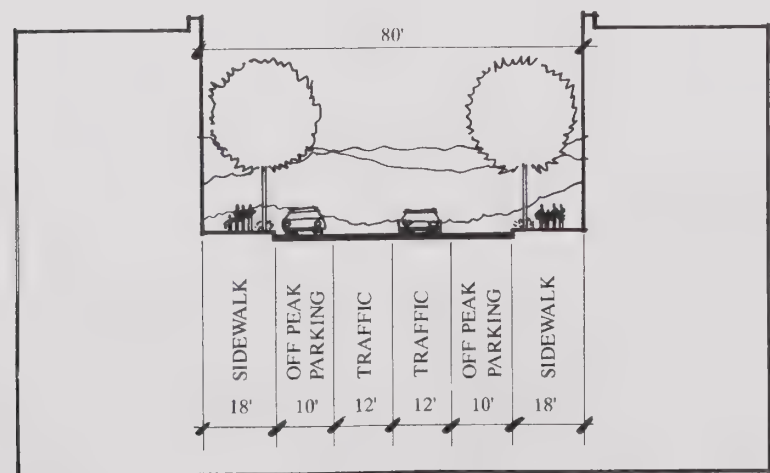 80'
SIDEWALK
OFF PEAK
PARKING
TRAFFIC
TRAFFIC
OFF PEAK
PARKING
SIDEWALK
18'
10'
12'
12'
10'
18'